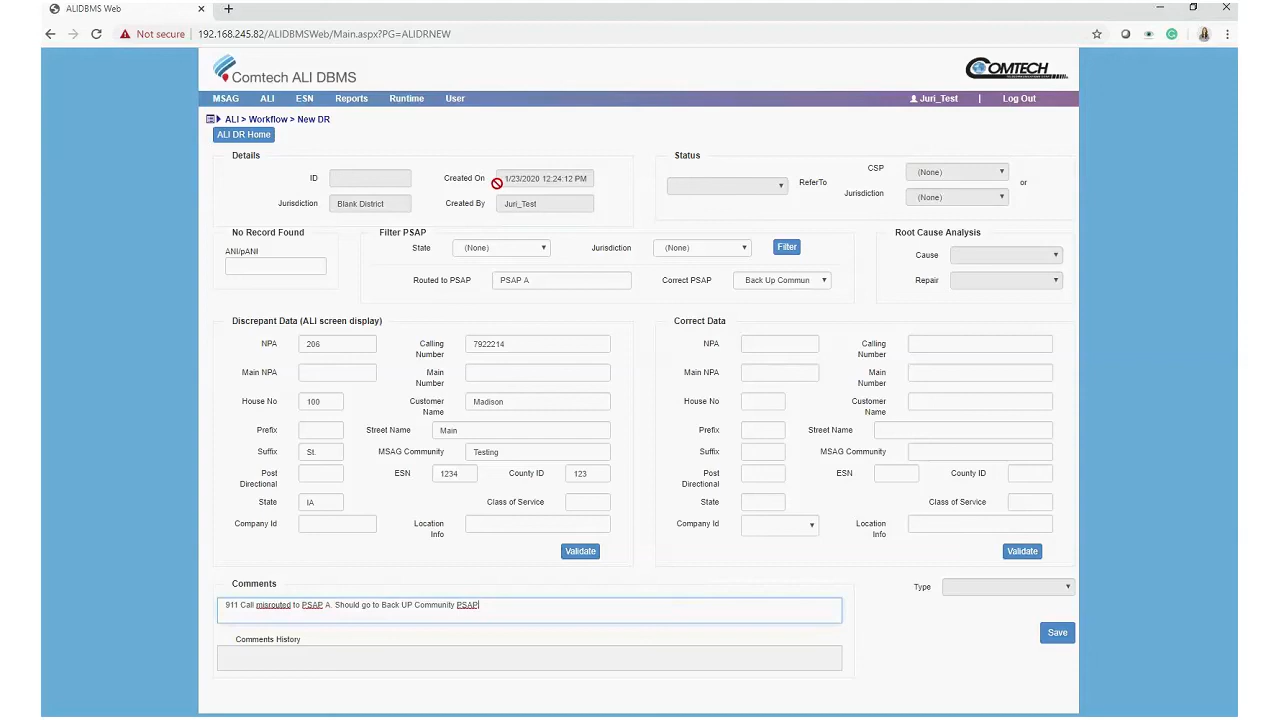 ALIDBMS Web
Not secure 192.168.245.82/ALIDBMSWeb/Main.aspx?PG=ALIDRNEW
Comtech ALI DBMS
COMTECH
MSAG ALI ESN Reports Runtime User Juri_Test | Log Out
ALI > Workflow > New DR
ALI DR Home
Details
ID
Created On 1/23/2020 12:24:12 PM
Jurisdiction Blank District
Created By Juri_Test
Status
ReferTo
CSP (None)
or
Jurisdiction (None)
No Record Found
ANI/pANI
Filter PSAP
State (None)
Jurisdiction (None)
Filter
Routed to PSAP PSAP A
Correct PSAP Back Up Commun
Root Cause Analysis
Cause
Repair
Discrepant Data (ALI screen display)
NPA 206
Calling Number 7922214
Main NPA
Main Number
House No 100
Customer Name Madison
Prefix
Street Name Main
Suffix St.
MSAG Community Testing
Post Directional
ESN 1234
County ID 123
State IA
Class of Service
Company Id
Location Info
Validate
Correct Data
NPA
Calling Number
Main NPA
Main Number
House No
Customer Name
Prefix
Street Name
Suffix
MSAG Community
Post Directional
ESN
County ID
State
Class of Service
Company Id
Location Info
Validate
Comments
911 Call misrouted to PSAP A. Should go to Back UP Community PSAP
Comments History
Type
Save